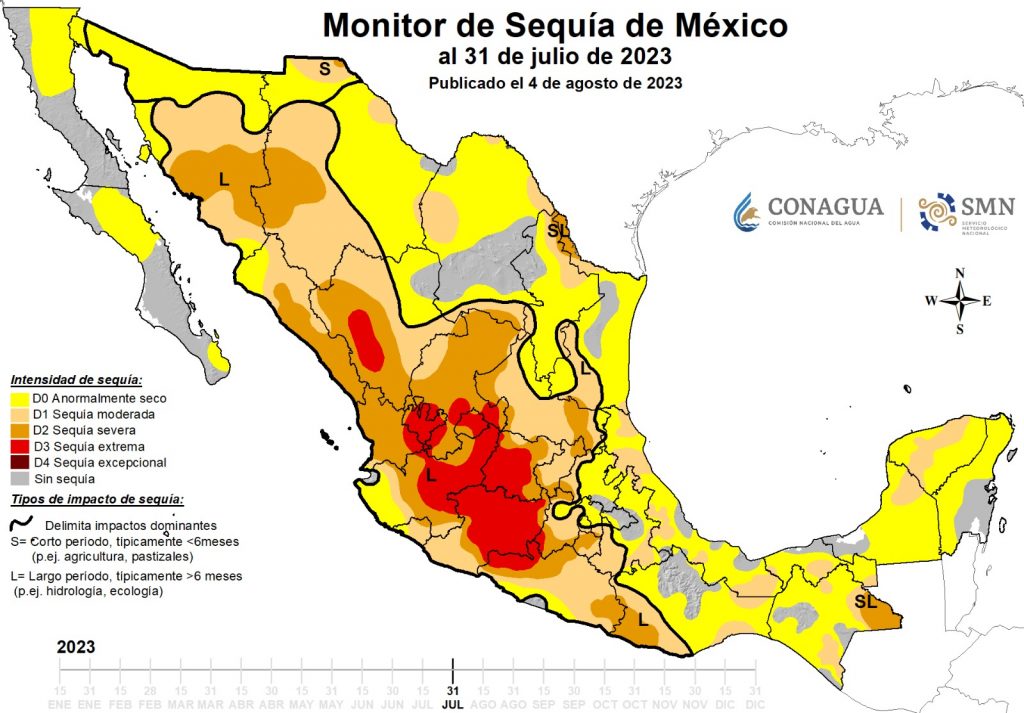 Monitor de Sequía de México
al 31 de julio de 2023
Publicado el 4 de agosto de 2023
S
L
SL
CONAGUA
COMISIÓN NACIONAL DEL AGUA
SMN
SERVICIO
METEOROLÓGICO
NACIONAL
N
W E
S
L
Intensidad de sequía:
D0 Anormalmente seco
D1 Sequía moderada
D2 Sequía severa
D3 Sequía extrema
D4 Sequía excepcional
Sin sequía
L
Tipos de impacto de sequía:
Delimita impactos dominantes
S= Corto periodo, típicamente <6meses
(p.ej. agricultura, pastizales)
L= Largo periodo, típicamente >6 meses
(p.ej. hidrología, ecología)
SL
L
2023
15 31 15 28 15 31 15 30 15 31 15 30 15 31 15 31 15 30 15 31 15 30 15 31
ENE ENE FEB FEB MAR MAR ABR ABR MAY MAY JUN JUN JUL JUL AGO AGO SEP SEP OCT OCT NOV NOV DIC DIC